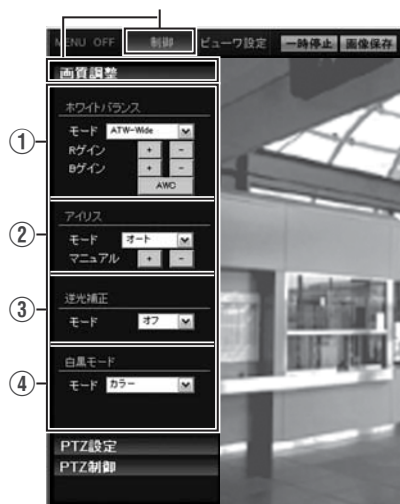 MENU OFF 制御 ビューワ設定 一時停止 画像保存
画質調整
① ホワイトバランス
モード ATW-Wide
Rゲイン + -
Bゲイン + -
AWC
② アイリス
モード オート
マニュアル + -
③ 逆光補正
モード オフ
④ 白黒モード
モード カラー
PTZ設定
PTZ制御